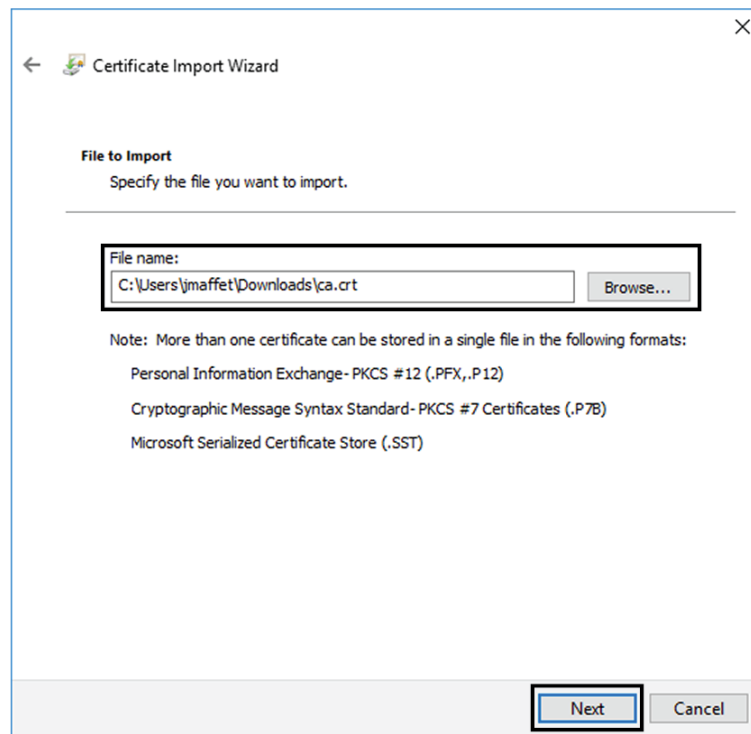 Certificate Import Wizard
File to Import
Specify the file you want to import.
File name:
C:\Users\jmaffet\Downloads\ca.crt
Browse...
Note: More than one certificate can be stored in a single file in the following formats:
Personal Information Exchange- PKCS #12 (.PFX,.P12)
Cryptographic Message Syntax Standard- PKCS #7 Certificates (.P7B)
Microsoft Serialized Certificate Store (.SST)
Next
Cancel